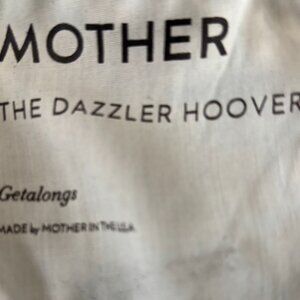 MOTHER
THE DAZZLER HOOVER
Getalongs
MADE by MOTHER IN THE USA